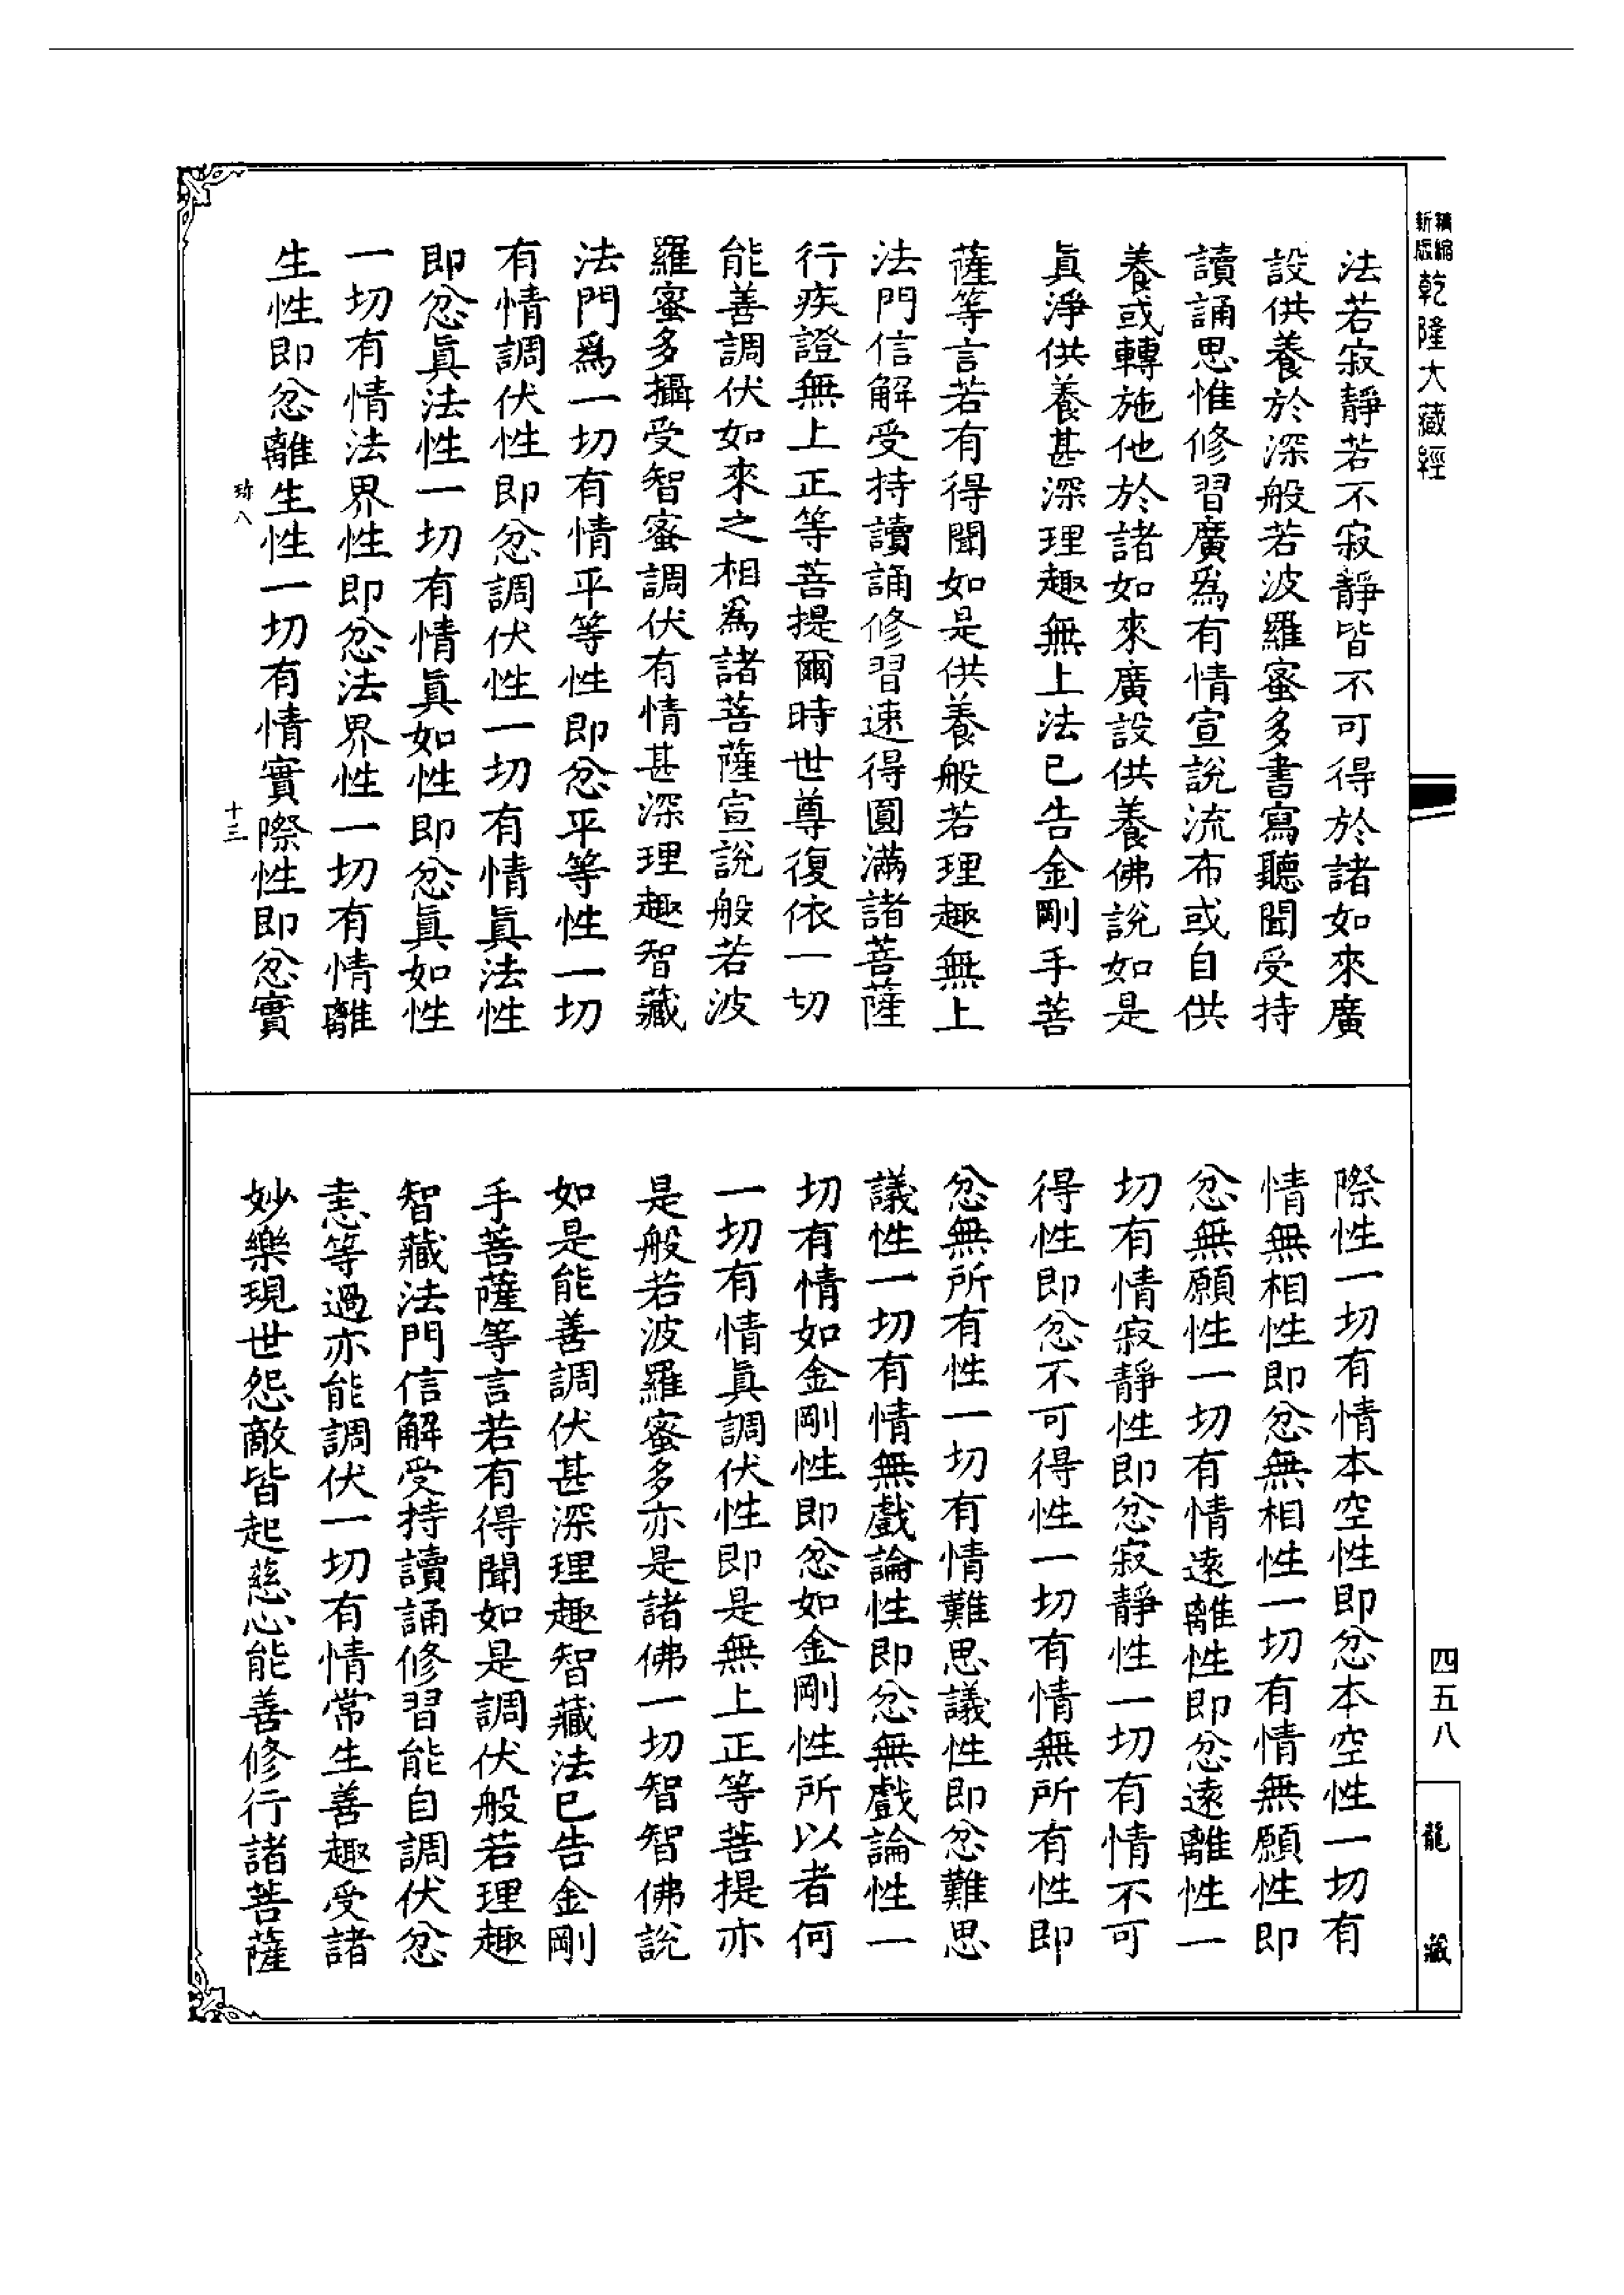 精縮新版乾隆大藏經
法若寂靜若不寂靜皆不可得於諸如來廣
設供養於深般若波羅蜜多書寫聽聞受持
讀誦思惟修習廣為有情宣說流布或自供
養或轉施他於諸如來廣設供養佛說如是
眞淨供養甚深理趣無上法已告金剛手菩
薩等言若有得聞如是供養般若理趣無上
法門信解受持讀誦修習速得圓滿諸菩薩
行疾證無上正等菩提爾時世尊復依一切
能善調伏如來之相為諸菩薩宣說般若波
羅蜜多攝受智蜜調伏有情甚深理趣智藏
法門爲一切有情平等性即忿平等性一切
有情調伏性即忿調伏性一切有情眞法性
即忿眞法性一切有情眞如性即忿眞如性
一切有情法界性即忿法界性一切有情離
生性即忿離生性一切有情實際性即忿實
珎八
十三
際性一切有情本空性即忿本空性一切有
情無相性即忿無相性一切有情無願性即
忿無願性一切有情遠離性即忿遠離性一
切有情寂靜性即忿寂靜性一切有情不可
得性即忿不可得性一切有情無所有性即
忿無所有性一切有情難思議性即忿難思
議性一切有情無戲論性即忿無戲論性一
切有情如金剛性即忿如金剛性所以者何
一切有情眞調伏性即是無上正等菩提亦
是般若波羅蜜多亦是諸佛一切智智佛說
如是能善調伏甚深理趣智藏法已告金剛
手菩薩等言若有得聞如是調伏般若理趣
智藏法門信解受持讀誦修習能自調伏忿
恚等過亦能調伏一切有情常生善趣受諸
妙樂現世怨敵皆起慈心能善修行諸菩薩
四五八
龍藏